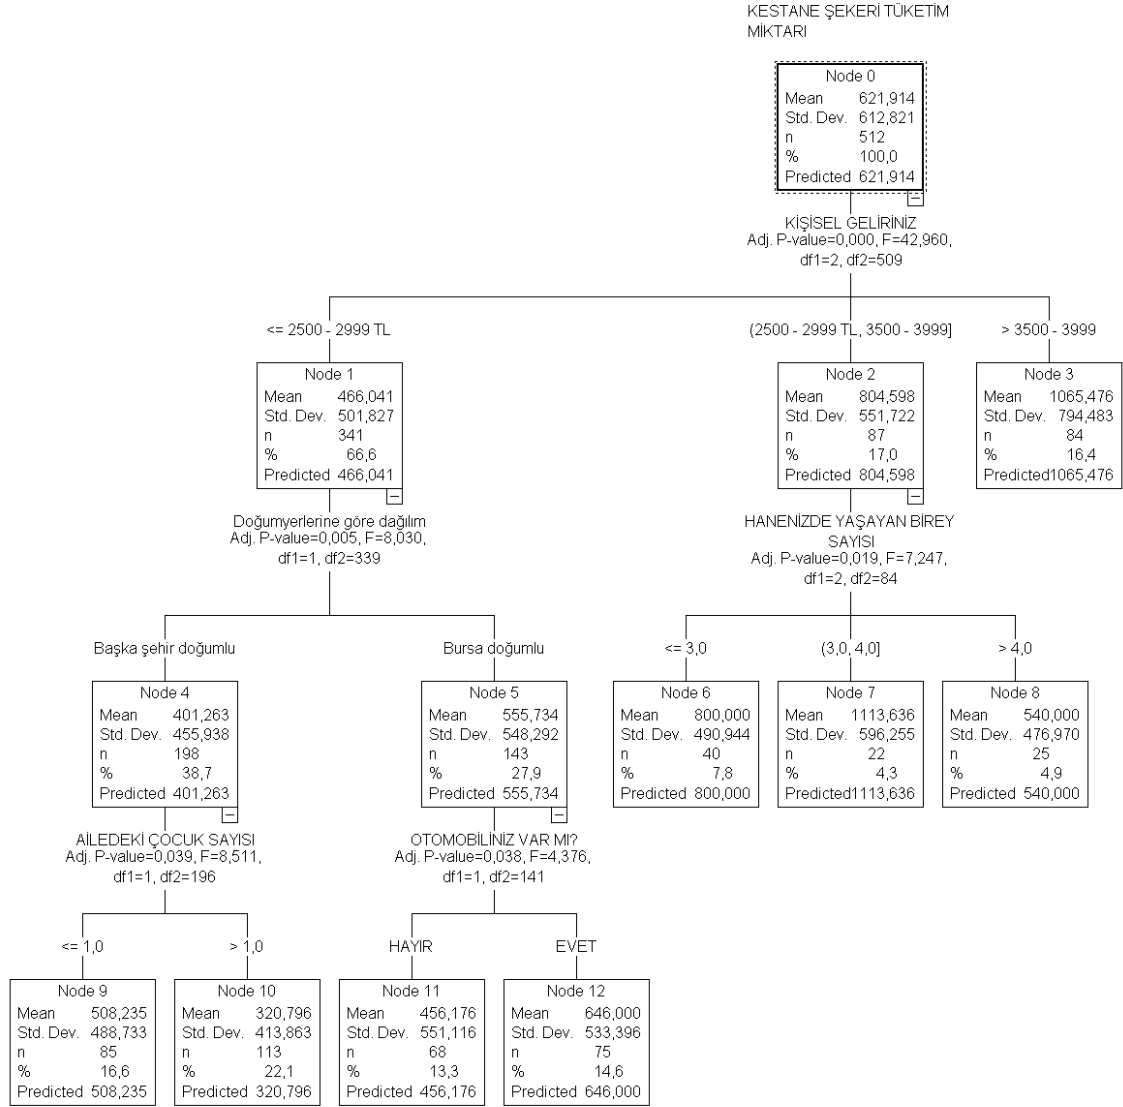 KESTANE ŞEKERİ TÜKETİM
MİKTARI
Node 0
Mean 621,914
Std. Dev. 612,821
n 512
% 100,0
Predicted 621,914
KİŞİSEL GELİRİNİZ
Adj. P-value=0,000, F=42,960,
df1=2, df2=509
<= 2500 - 2999 TL
(2500 - 2999 TL, 3500 - 3999]
> 3500 - 3999
Node 1
Mean 466,041
Std. Dev. 501,827
n 341
% 66,6
Predicted 466,041
Node 2
Mean 804,598
Std. Dev. 551,722
n 87
% 17,0
Predicted 804,598
Node 3
Mean 1065,476
Std. Dev. 794,483
n 84
% 16,4
Predicted1065,476
Doğumyerlerine göre dağılım
Adj. P-value=0,005, F=8,030,
df1=1, df2=339
HANENİZDE YAŞAYAN BİREY
SAYISI
Adj. P-value=0,019, F=7,247,
df1=2, df2=84
Başka şehir doğumlu
Bursa doğumlu
<= 3,0
(3,0, 4,0]
> 4,0
Node 4
Mean 401,263
Std. Dev. 455,938
n 198
% 38,7
Predicted 401,263
Node 5
Mean 555,734
Std. Dev. 548,292
n 143
% 27,9
Predicted 555,734
Node 6
Mean 800,000
Std. Dev. 490,944
n 40
% 7,8
Predicted 800,000
Node 7
Mean 1113,636
Std. Dev. 596,255
n 22
% 4,3
Predicted1113,636
Node 8
Mean 540,000
Std. Dev. 476,970
n 25
% 4,9
Predicted 540,000
AİLEDEKİ ÇOCUK SAYISI
Adj. P-value=0,039, F=8,511,
df1=1, df2=196
OTOMOBİLİNİZ VAR MI?
Adj. P-value=0,038, F=4,376,
df1=1, df2=141
<= 1,0
> 1,0
HAYIR
EVET
Node 9
Mean 508,235
Std. Dev. 488,733
n 85
% 16,6
Predicted 508,235
Node 10
Mean 320,796
Std. Dev. 413,863
n 113
% 22,1
Predicted 320,796
Node 11
Mean 456,176
Std. Dev. 551,116
n 68
% 13,3
Predicted 456,176
Node 12
Mean 646,000
Std. Dev. 533,396
n 75
% 14,6
Predicted 646,000